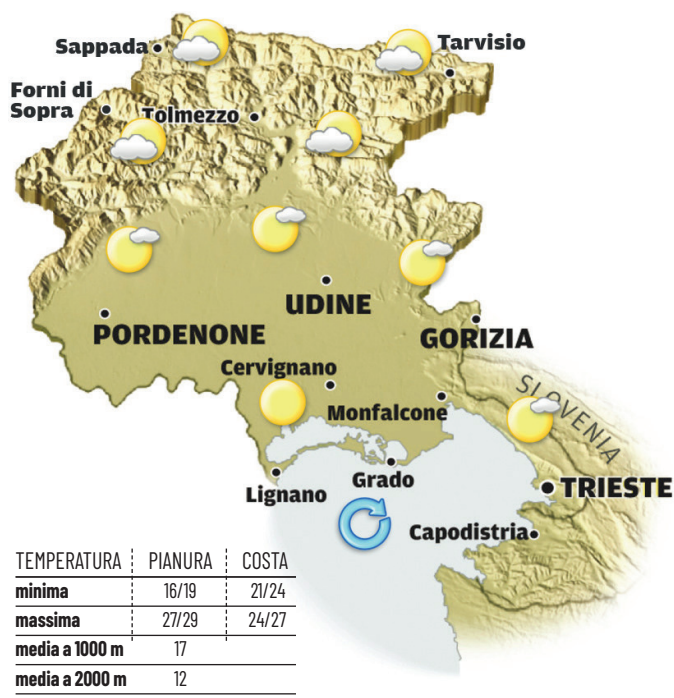 Sappada
Tarvisio
Forni di
Sopra
Tolmezzo
UDINE
PORDENONE
GORIZIA
Cervignano
SLOVENIA
Monfalcone
Grado
Lignano
TRIESTE
Capodistria
TEMPERATURA PIANURA COSTA
minima 16/19 21/24
massima 27/29 24/27
media a 1000 m 17
media a 2000 m 12